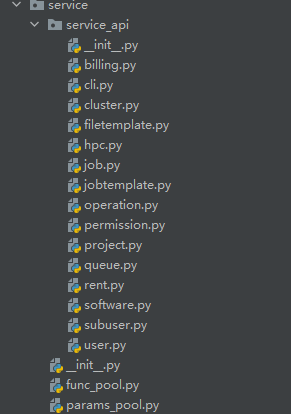 service
service_api
__init__.py
billing.py
cli.py
cluster.py
filetemplate.py
hpc.py
job.py
jobtemplate.py
operation.py
permission.py
project.py
queue.py
rent.py
software.py
subuser.py
user.py
__init__.py
func_pool.py
params_pool.py